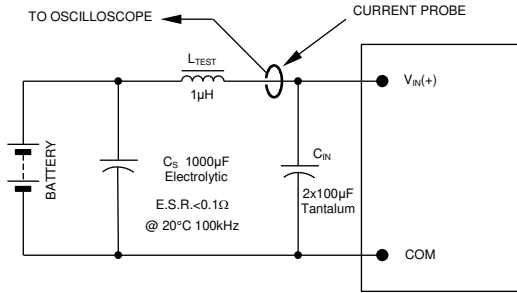 TO OSCILLOSCOPE
CURRENT PROBE
LTEST
1µH
VIN(+)
BATTERY
CS 1000µF
Electrolytic
E.S.R.<0.1Ω
@ 20°C 100kHz
CIN
2x100µF
Tantalum
COM